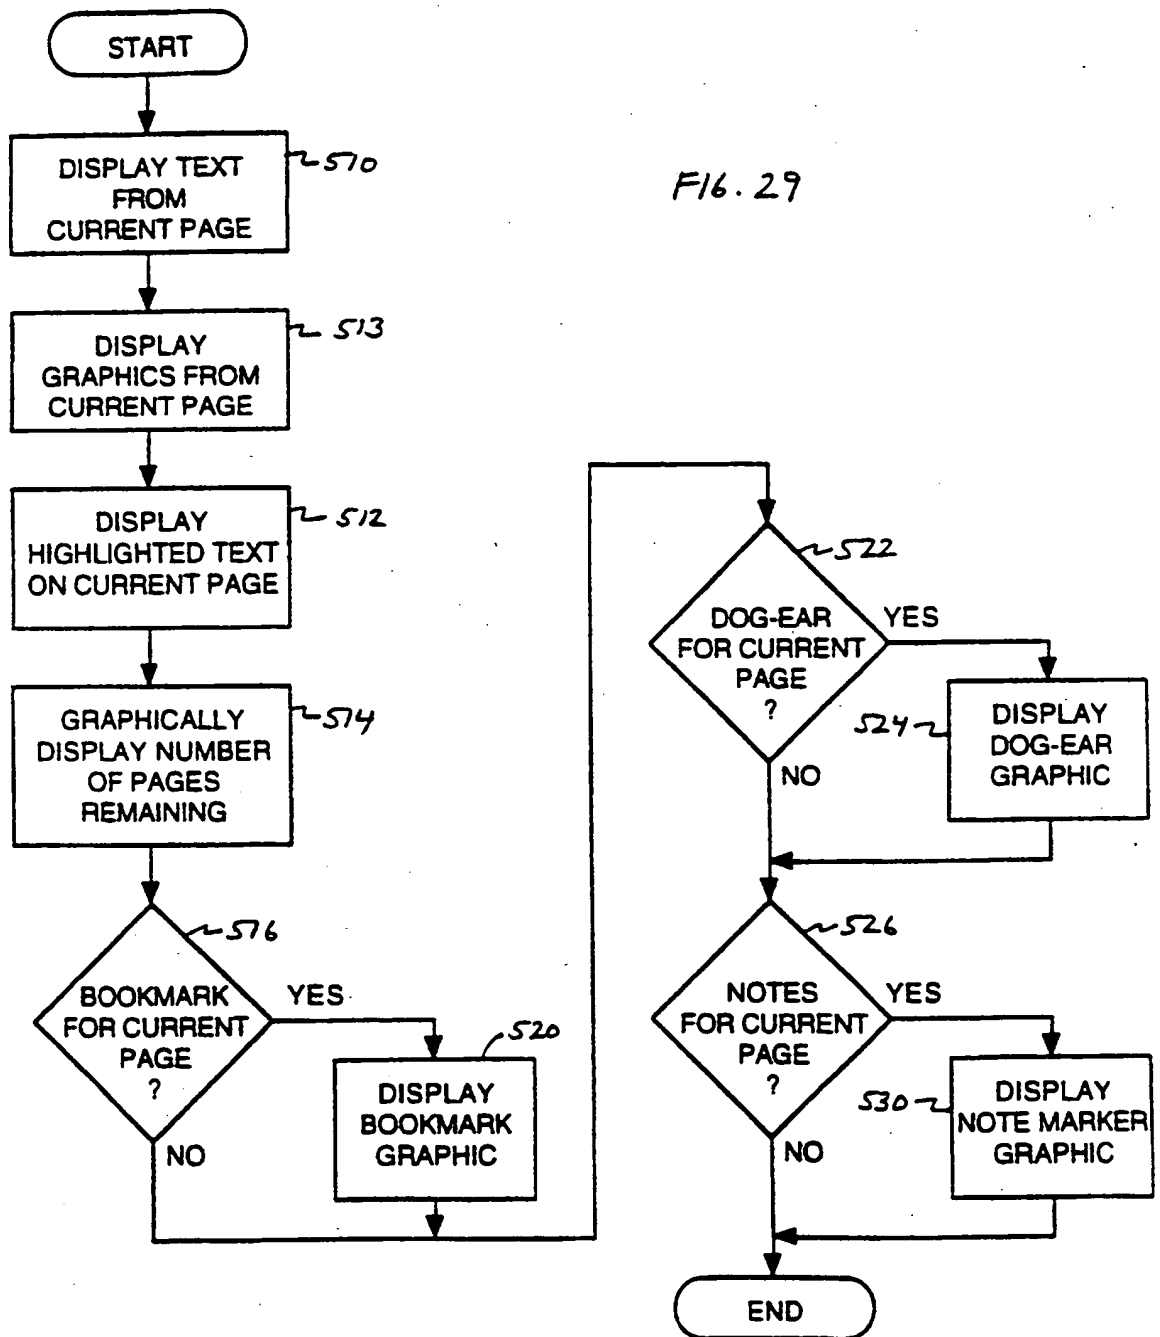 START
DISPLAY TEXT
FROM
CURRENT PAGE
510
FIG. 29
DISPLAY
GRAPHICS FROM
CURRENT PAGE
513
DISPLAY
HIGHLIGHTED TEXT
ON CURRENT PAGE
512
GRAPHICALLY
DISPLAY NUMBER
OF PAGES
REMAINING
514
BOOKMARK
FOR CURRENT
PAGE
?
516
YES
NO
DISPLAY
BOOKMARK
GRAPHIC
520
DOG-EAR
FOR CURRENT
PAGE
?
522
YES
NO
DISPLAY
DOG-EAR
GRAPHIC
524
NOTES
FOR CURRENT
PAGE
?
526
YES
NO
DISPLAY
NOTE MARKER
GRAPHIC
530
END